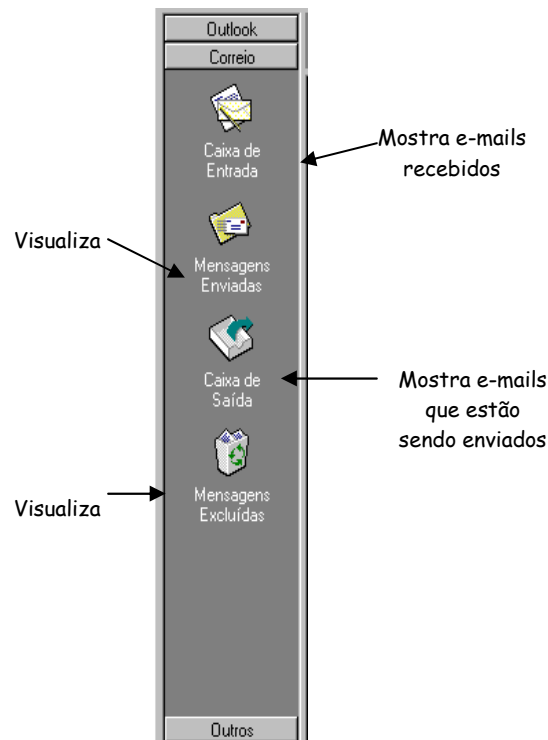 Outlook
Correio
Caixa de
Entrada
Mostra e-mails
recebidos
Visualiza
Mensagens
Enviadas
Caixa de
Saída
Mostra e-mails
que estão
sendo enviados
Visualiza
Mensagens
Excluídas
Outros